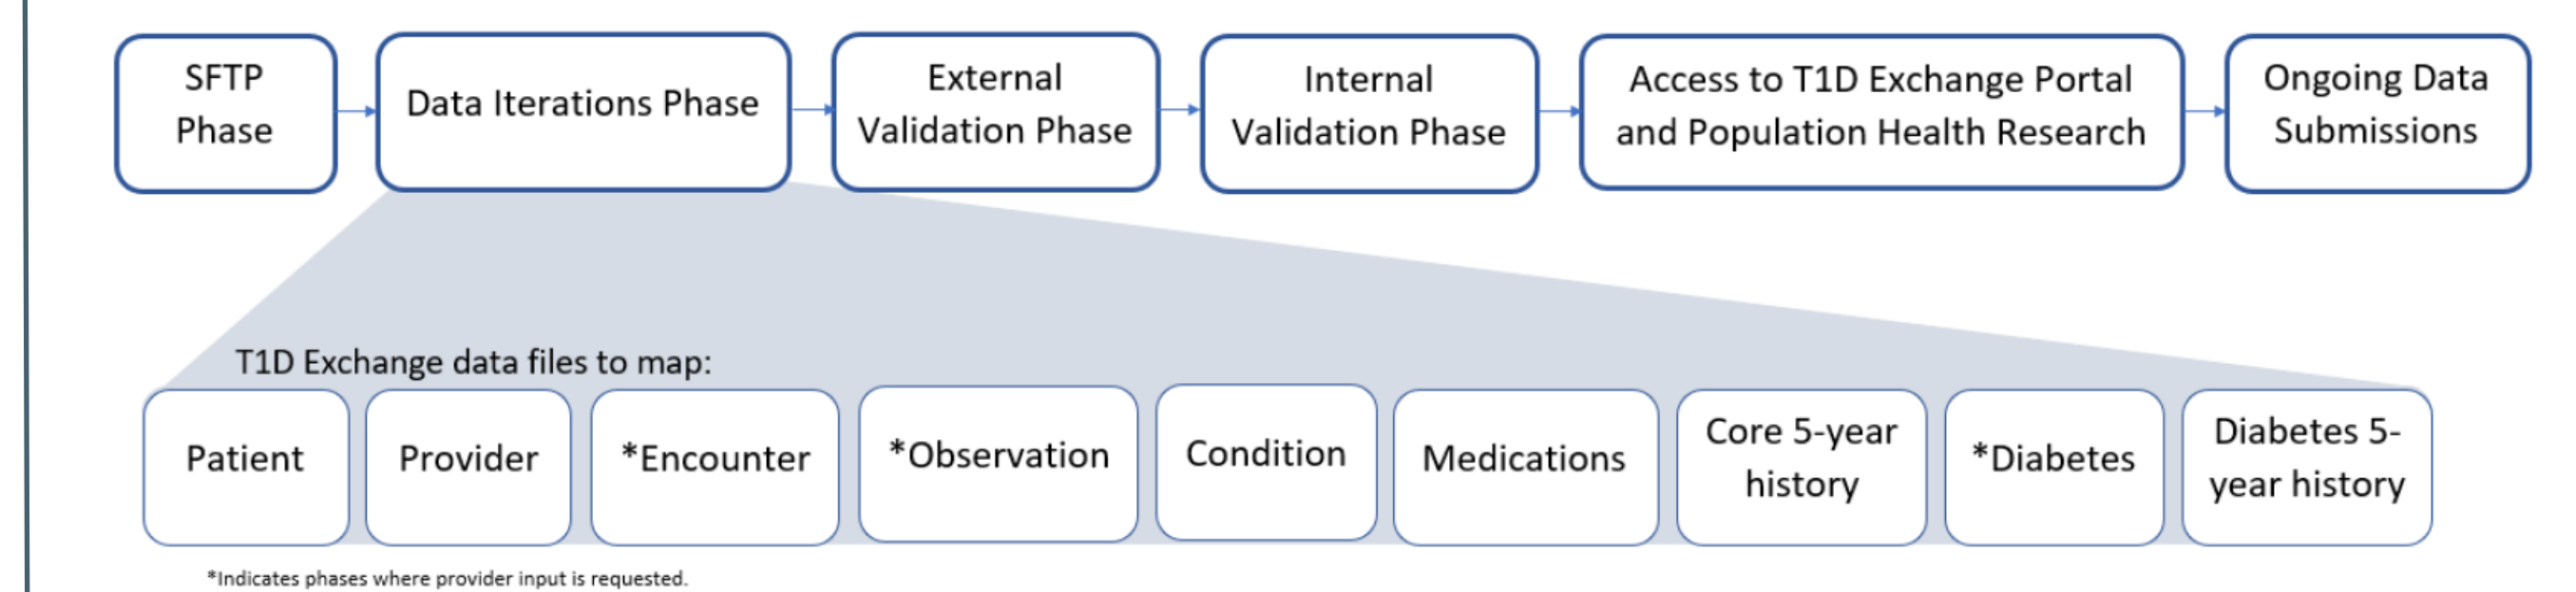 SFTP
Phase
Data Iterations Phase
External
Validation Phase
Internal
Validation Phase
Access to T1D Exchange Portal
and Population Health Research
Ongoing Data
Submissions
T1D Exchange data files to map:
Patient
Provider
*Encounter
*Observation
Condition
Medications
Core 5-year
history
*Diabetes
Diabetes 5-
year history
*Indicates phases where provider input is requested.